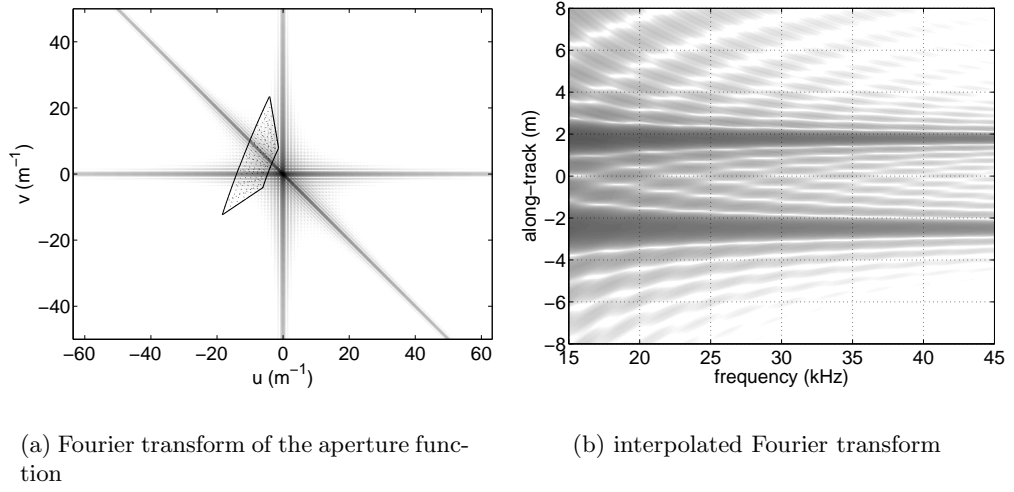 40
20
0
−20
−40
v (m⁻¹)
−60 −40 −20 0 20 40 60
u (m⁻¹)
8
6
4
2
0
−2
−4
−6
−8
along−track (m)
15 20 25 30 35 40 45
frequency (kHz)
(a) Fourier transform of the aperture func-
tion
(b) interpolated Fourier transform